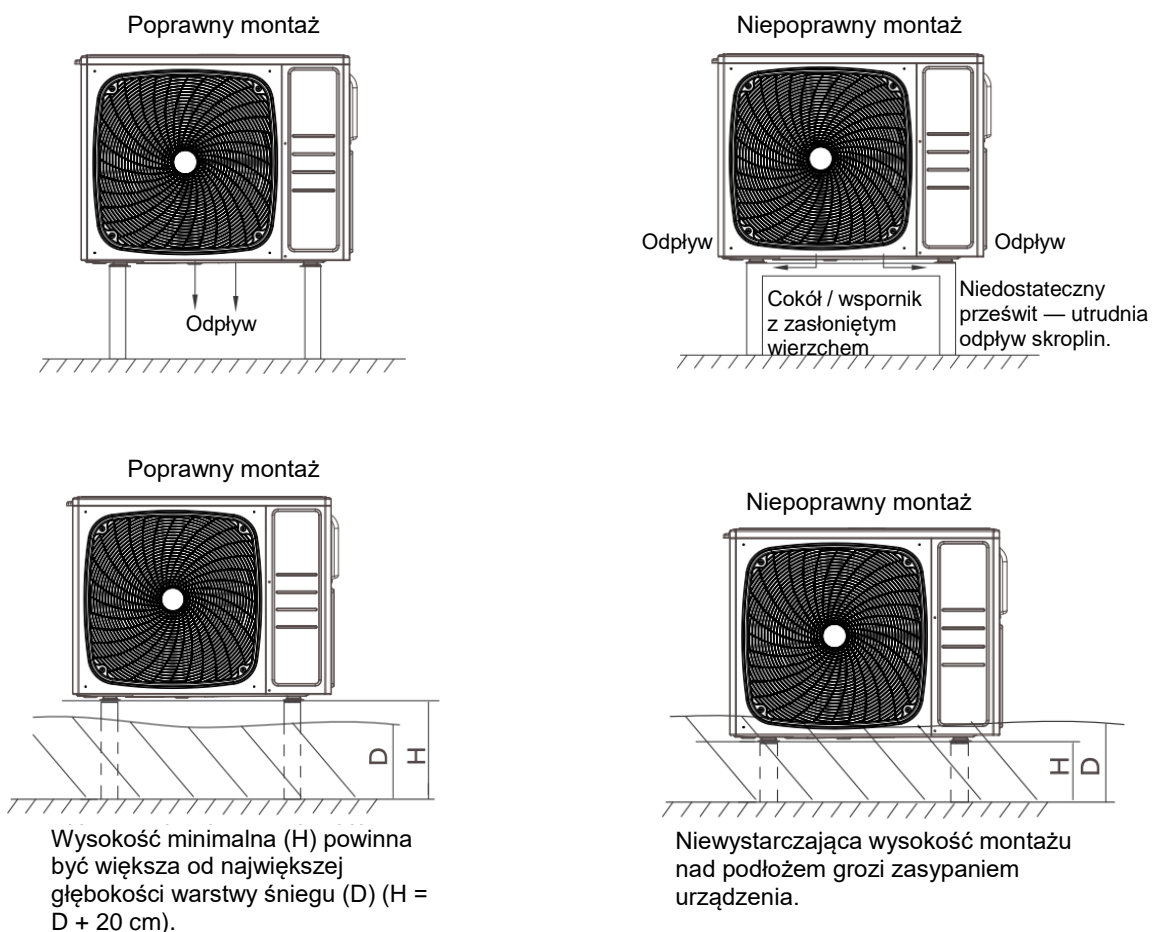 Poprawny montaż
Niepoprawny montaż
Odpływ
Odpływ
Odpływ
Cokół / wspornik
z zasłoniętym
wierzchem
Niedostateczny
prześwit — utrudnia
odpływ skroplin.
Poprawny montaż
Niepoprawny montaż
D
H
H
D
Wysokość minimalna (H) powinna
być większa od największej
głębokości warstwy śniegu (D) (H =
D + 20 cm).
Niewystarczająca wysokość montażu
nad podłożem grozi zasypaniem
urządzenia.